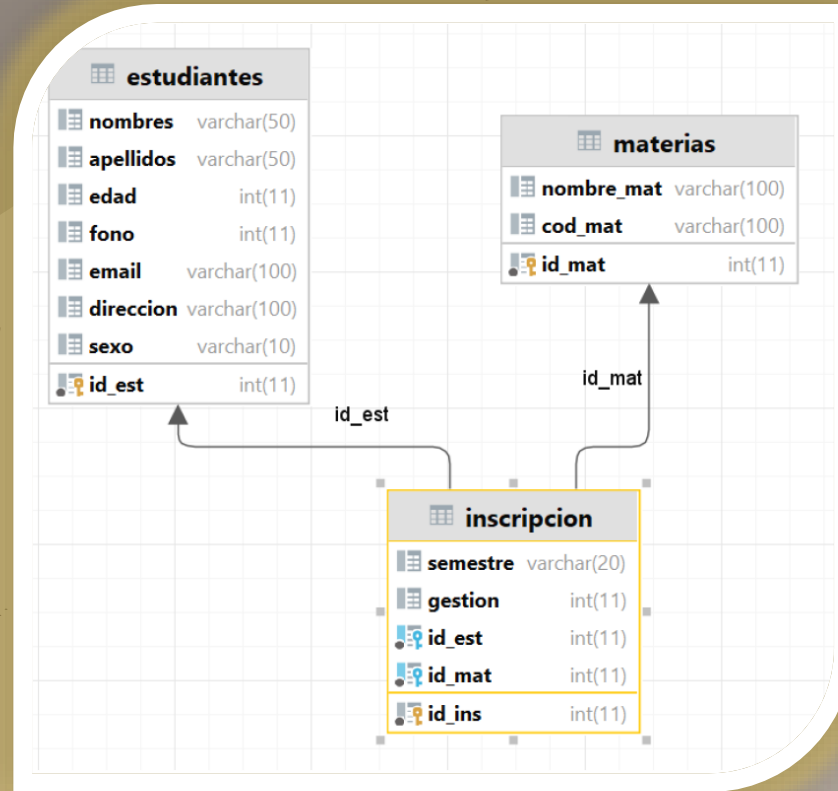 estudiantes
nombres varchar(50)
apellidos varchar(50)
edad int(11)
fono int(11)
email varchar(100)
direccion varchar(100)
sexo varchar(10)
id_est int(11)
materias
nombre_mat varchar(100)
cod_mat varchar(100)
id_mat int(11)
id_est
id_mat
inscripcion
semestre varchar(20)
gestion int(11)
id_est int(11)
id_mat int(11)
id_ins int(11)